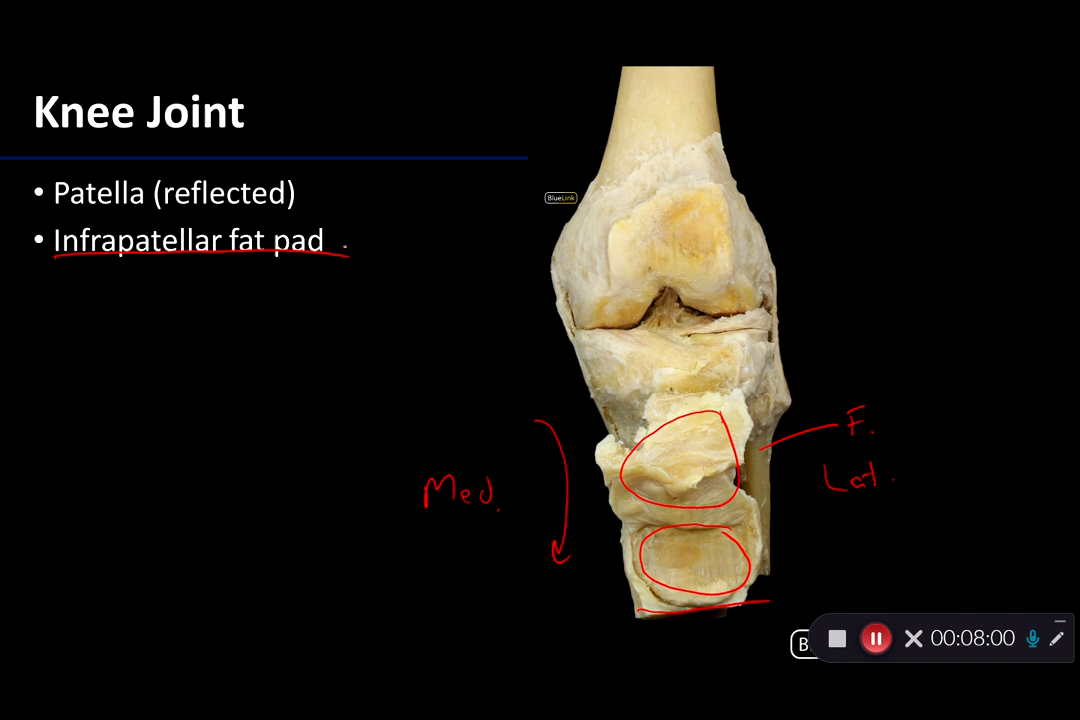 Knee Joint
• Patella (reflected)
• Infrapatellar fat pad
BlueLink
F.
Lat.
Med.
B
00:08:00